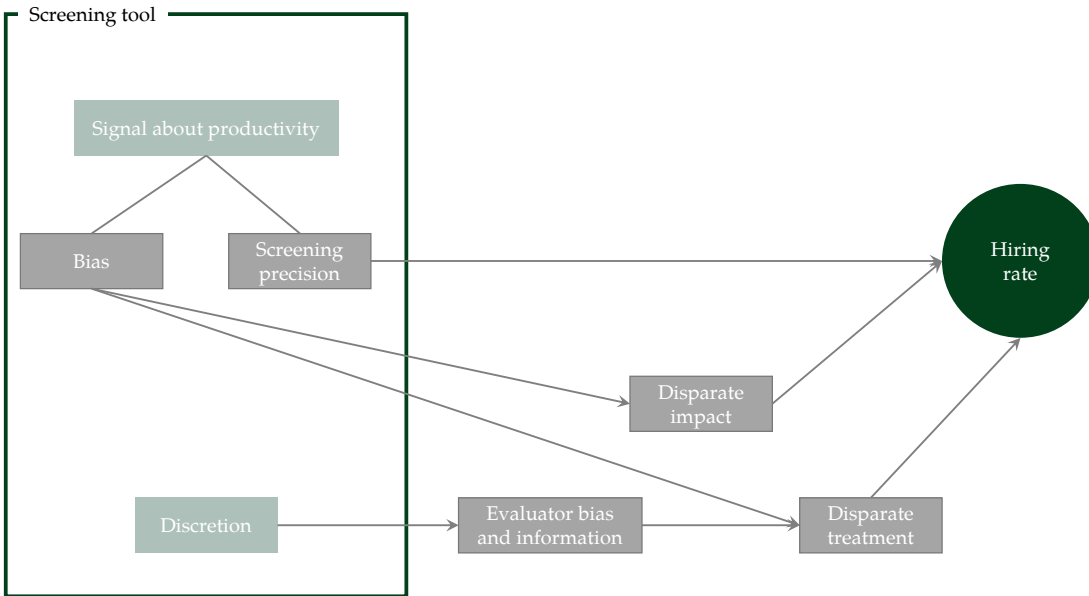 Screening tool
Signal about productivity
Bias
Screening
precision
Hiring
rate
Disparate
impact
Discretion
Evaluator bias
and information
Disparate
treatment